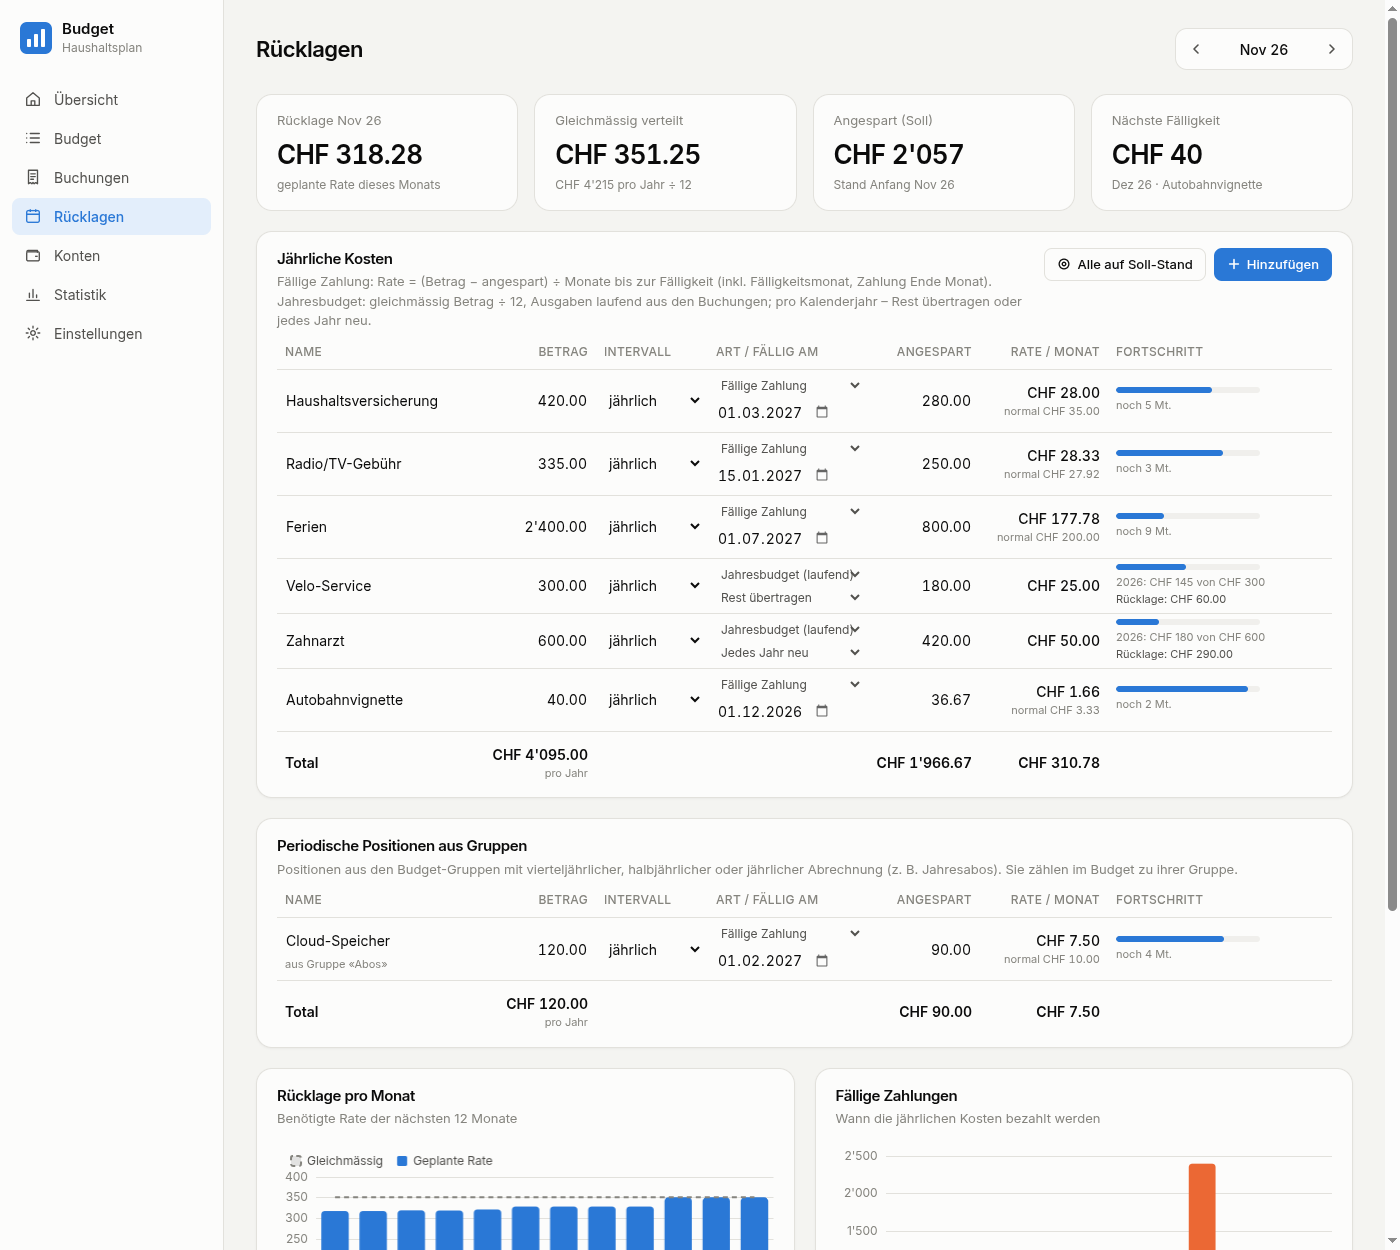 Budget
Haushaltsplan
Übersicht
Budget
Buchungen
Rücklagen
Konten
Statistik
Einstellungen
Rücklagen
Nov 26
Rücklage Nov 26
CHF 318.28
geplante Rate dieses Monats
Gleichmässig verteilt
CHF 351.25
CHF 4'215 pro Jahr ÷ 12
Angespart (Soll)
CHF 2'057
Stand Anfang Nov 26
Nächste Fälligkeit
CHF 40
Dez 26 · Autobahnvignette
Jährliche Kosten
Fällige Zahlung: Rate = (Betrag − angespart) ÷ Monate bis zur Fälligkeit (inkl. Fälligkeitsmonat, Zahlung Ende Monat).
Jahresbudget: gleichmässig Betrag ÷ 12, Ausgaben laufend aus den Buchungen; pro Kalenderjahr – Rest übertragen oder
jedes Jahr neu.
Alle auf Soll-Stand
Hinzufügen
NAME BETRAG INTERVALL ART / FÄLLIG AM ANGESPART RATE / MONAT FORTSCHRITT
Haushaltsversicherung 420.00 jährlich Fällige Zahlung 01.03.2027 280.00 CHF 28.00 normal CHF 35.00 noch 5 Mt.
Radio/TV-Gebühr 335.00 jährlich Fällige Zahlung 15.01.2027 250.00 CHF 28.33 normal CHF 27.92 noch 3 Mt.
Ferien 2'400.00 jährlich Fällige Zahlung 01.07.2027 800.00 CHF 177.78 normal CHF 200.00 noch 9 Mt.
Velo-Service 300.00 jährlich Jahresbudget (laufend) Rest übertragen 180.00 CHF 25.00 2026: CHF 145 von CHF 300 Rücklage: CHF 60.00
Zahnarzt 600.00 jährlich Jahresbudget (laufend) Jedes Jahr neu 420.00 CHF 50.00 2026: CHF 180 von CHF 600 Rücklage: CHF 290.00
Autobahnvignette 40.00 jährlich Fällige Zahlung 01.12.2026 36.67 CHF 1.66 normal CHF 3.33 noch 2 Mt.
Total CHF 4'095.00 pro Jahr CHF 1'966.67 CHF 310.78
Periodische Positionen aus Gruppen
Positionen aus den Budget-Gruppen mit vierteljährlicher, halbjährlicher oder jährlicher Abrechnung (z. B. Jahresabos). Sie zählen im Budget zu ihrer Gruppe.
NAME BETRAG INTERVALL ART / FÄLLIG AM ANGESPART RATE / MONAT FORTSCHRITT
Cloud-Speicher aus Gruppe «Abos» 120.00 jährlich Fällige Zahlung 01.02.2027 90.00 CHF 7.50 normal CHF 10.00 noch 4 Mt.
Total CHF 120.00 pro Jahr CHF 90.00 CHF 7.50
Rücklage pro Monat
Benötigte Rate der nächsten 12 Monate
Gleichmässig Geplante Rate
400
350
300
250
Fällige Zahlungen
Wann die jährlichen Kosten bezahlt werden
2'500
2'000
1'500